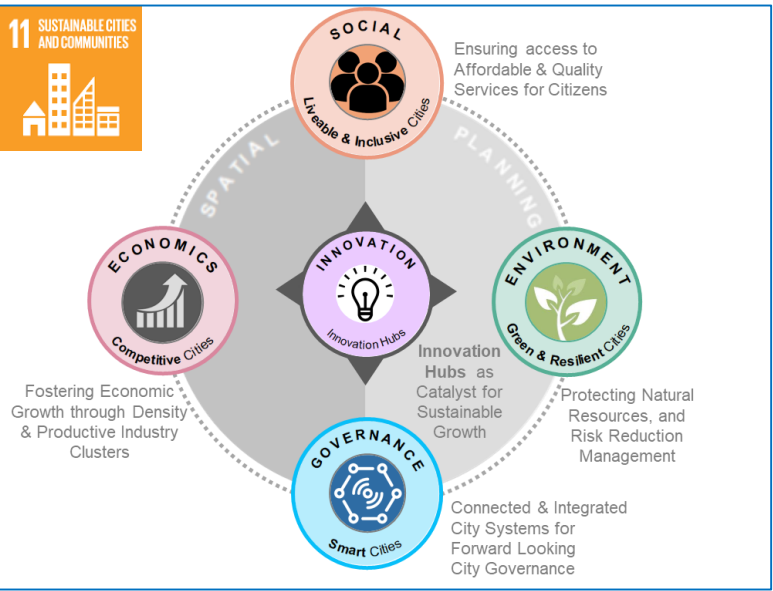 11 SUSTAINABLE CITIES
AND COMMUNITIES
SOCIAL
Liveable & Inclusive Cities
Ensuring access to
Affordable & Quality
Services for Citizens
SPATIAL
PLANNING
ECONOMICS
Competitive Cities
Fostering Economic
Growth through Density
& Productive Industry
Clusters
INNOVATION
Innovation Hubs
Innovation
Hubs as
Catalyst for
Sustainable
Growth
ENVIRONMENT
Green & Resilient Cities
Protecting Natural
Resources, and
Risk Reduction
Management
GOVERNANCE
Smart Cities
Connected & Integrated
City Systems for
Forward Looking
City Governance